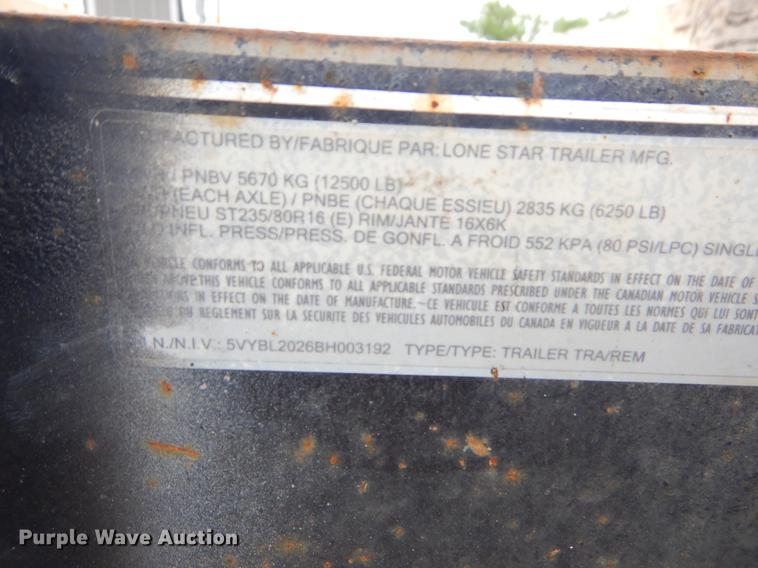 FACTURED BY/FABRIQUE PAR: LONE STAR TRAILER MFG.
/ PNBV 5670 KG (12500 LB)
(EACH AXLE) / PNBE (CHAQUE ESSIEU) 2835 KG (6250 LB)
/PNEU ST235/80R16 (E) RIM/JANTE 16X6K
INFL. PRESS/PRESS. DE GONFL. A FROID 552 KPA (80 PSI/LPC) SINGL
CLE CONFORMS TO ALL APPLICABLE U.S. FEDERAL MOTOR VEHICLE SAFETY STANDARDS IN EFFECT ON THE DATE OF
ABOVE.THIS VEHICLE CONFORMS TO ALL APPLICABLE STANDARDS PRESCRIBED UNDER THE CANADIAN MOTOR VEHICLE S
IN EFFECT ON THE DATE OF MANUFACTURE.-CE VEHICULE EST CONFORME A TOUTES LES NORMES QUI LUI SONT
DU REGLEMENT SUR LA SECURITE DES VEHICULES AUTOMOBILES DU CANADA EN VIGUEUR A LA DATE DE SA FABRICAT
I.N./N.I.V.: 5VYBL2026BH003192 TYPE/TYPE: TRAILER TRA/REM
Purple Wave Auction